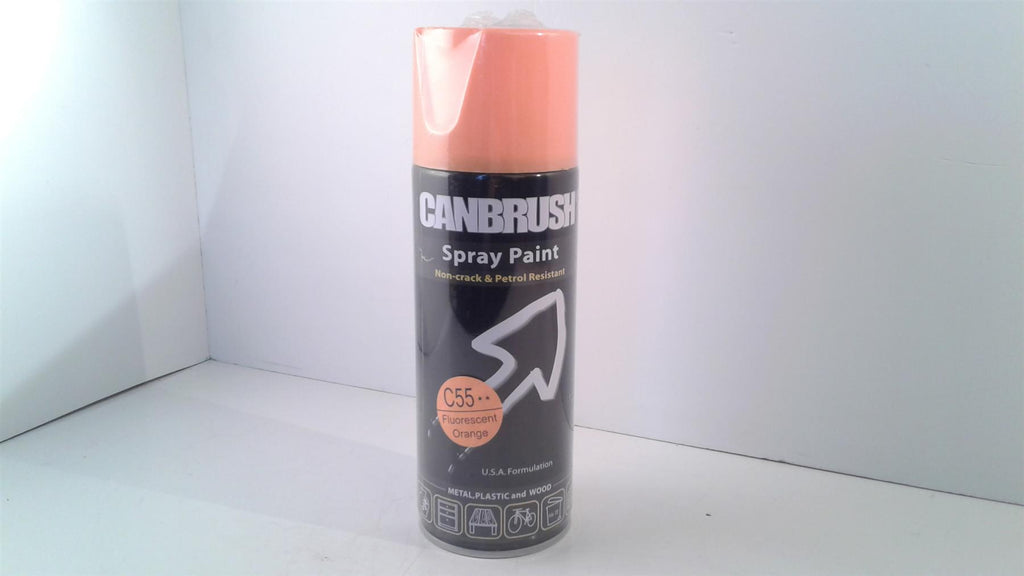 CANBRUSH
Spray Paint
Non-crack & Petrol Resistant
C55**
Fluorescent
Orange
U.S.A. Formulation
METAL,PLASTIC and WOOD